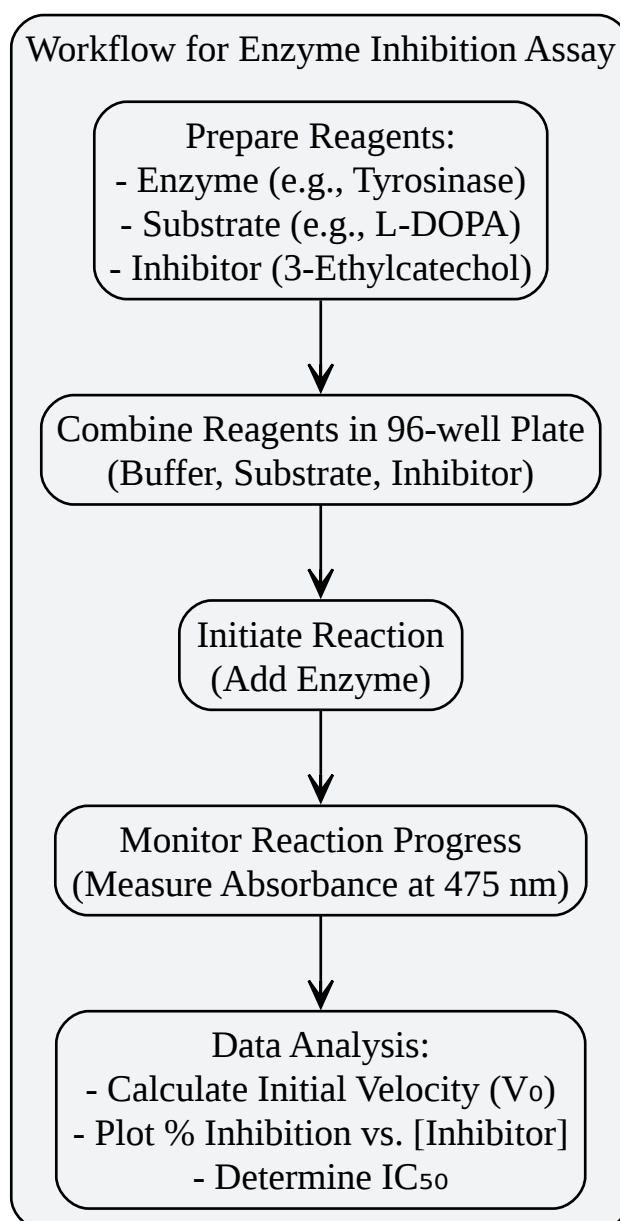 Workflow for Enzyme Inhibition Assay
Prepare Reagents:
- Enzyme (e.g., Tyrosinase)
- Substrate (e.g., L-DOPA)
- Inhibitor (3-Ethylcatechol)
Combine Reagents in 96-well Plate
(Buffer, Substrate, Inhibitor)
Initiate Reaction
(Add Enzyme)
Monitor Reaction Progress
(Measure Absorbance at 475 nm)
Data Analysis:
- Calculate Initial Velocity (V₀)
- Plot % Inhibition vs. [Inhibitor]
- Determine IC₅₀